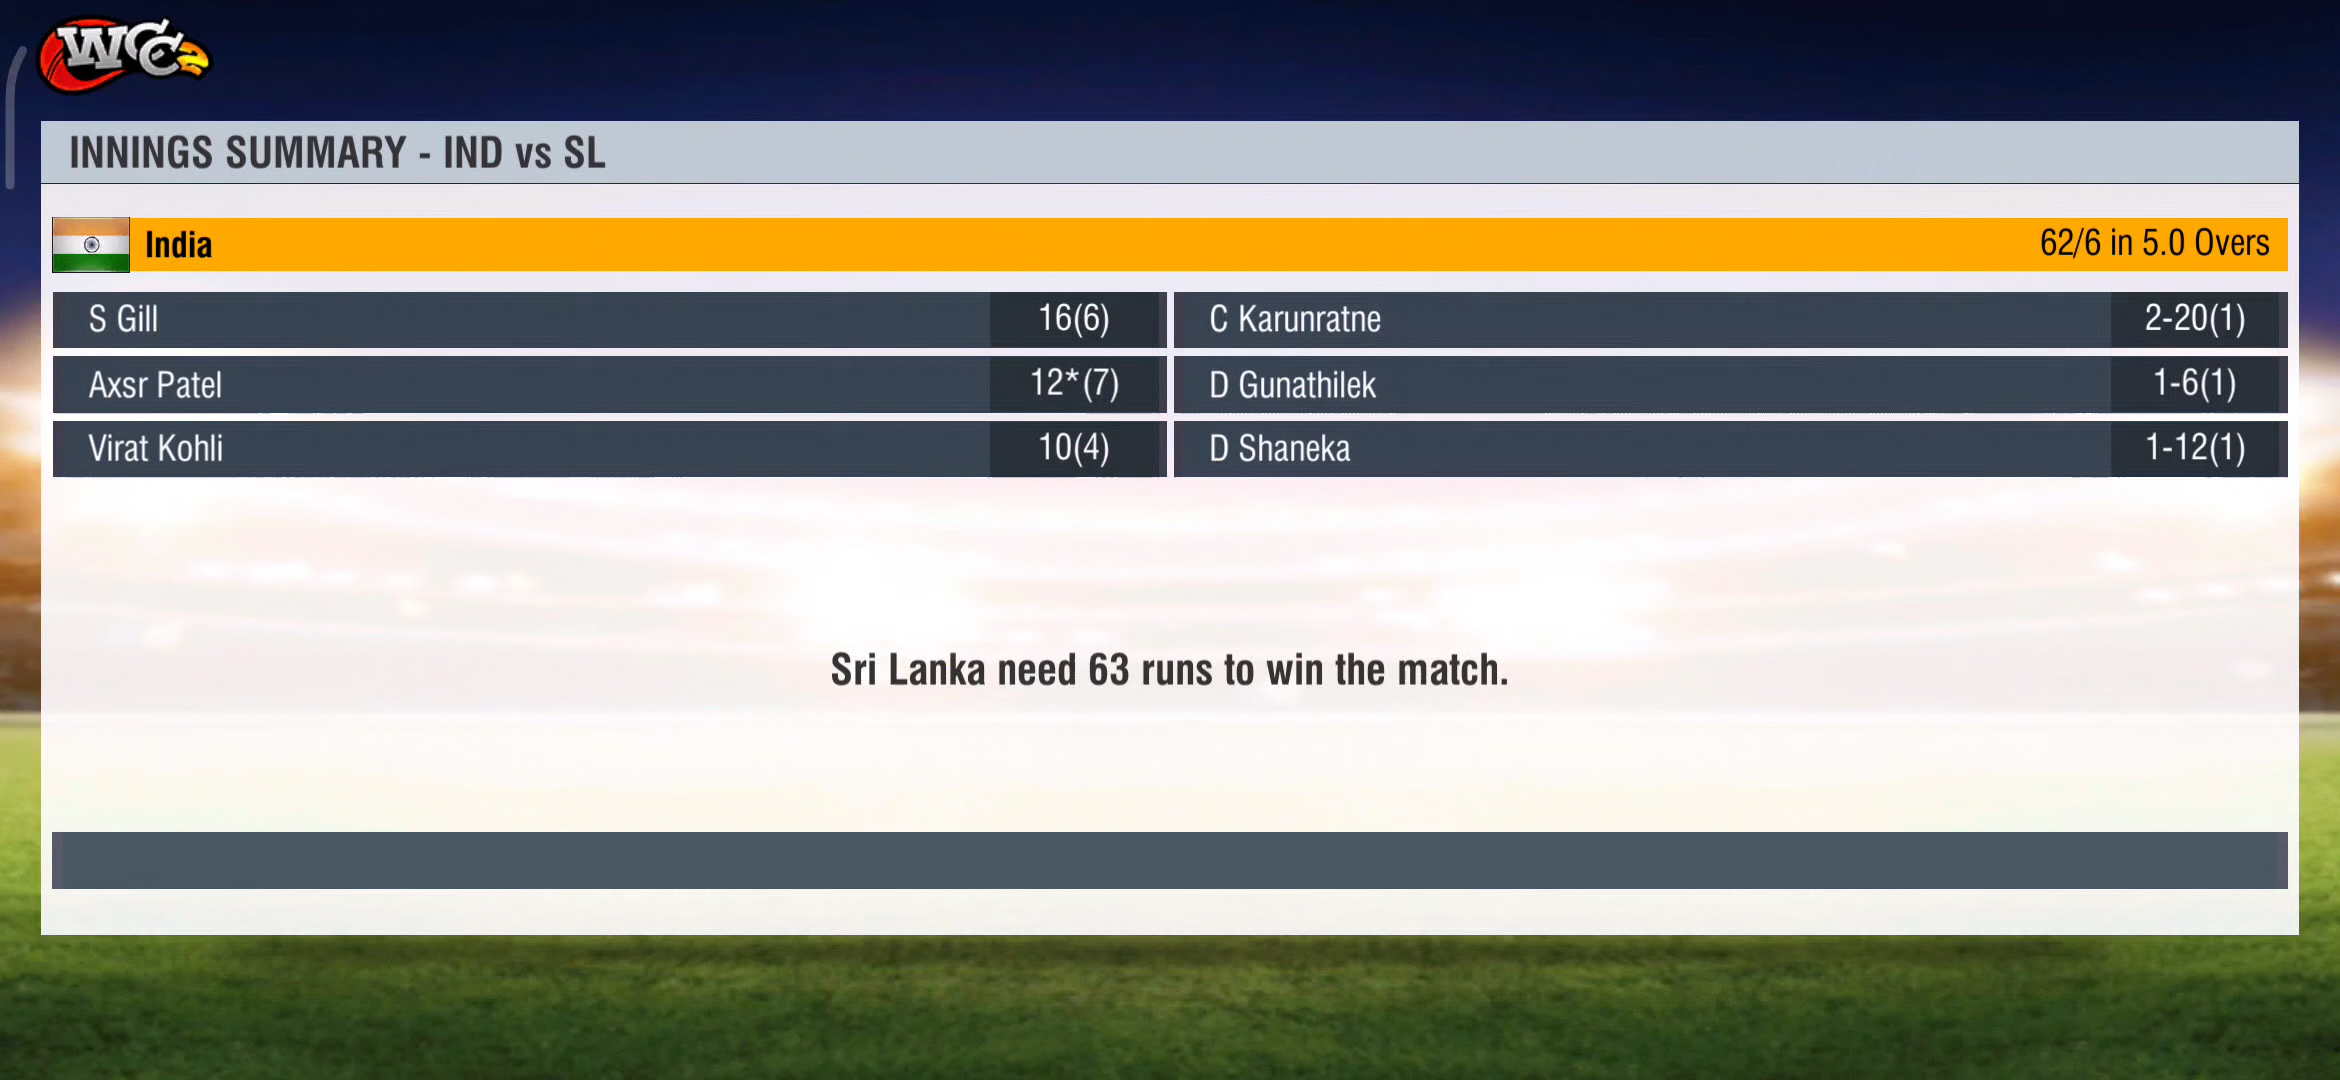 WCC2
INNINGS SUMMARY - IND vs SL
India 62/6 in 5.0 Overs
S Gill 16(6) C Karunratne 2-20(1)
Axsr Patel 12*(7) D Gunathilek 1-6(1)
Virat Kohli 10(4) D Shaneka 1-12(1)
Sri Lanka need 63 runs to win the match.